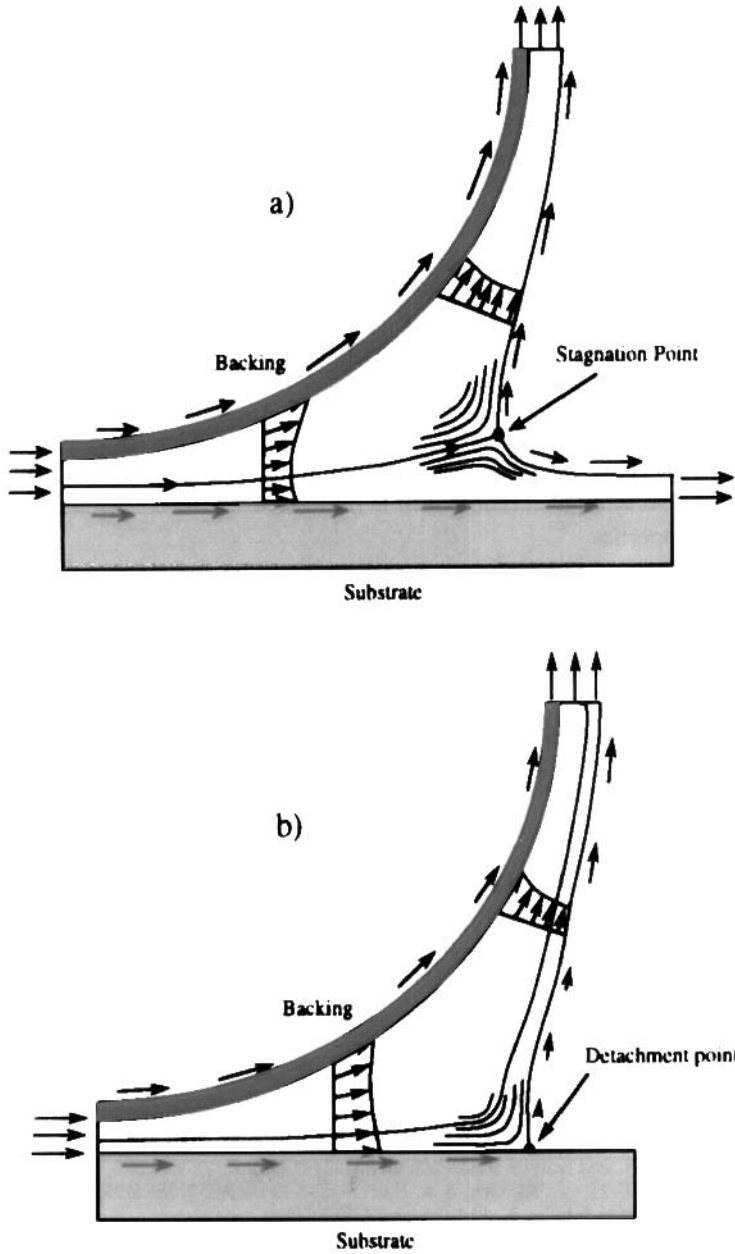 a)
Backing
Stagnation Point
Substrate
b)
Backing
Detachment point
Substrate